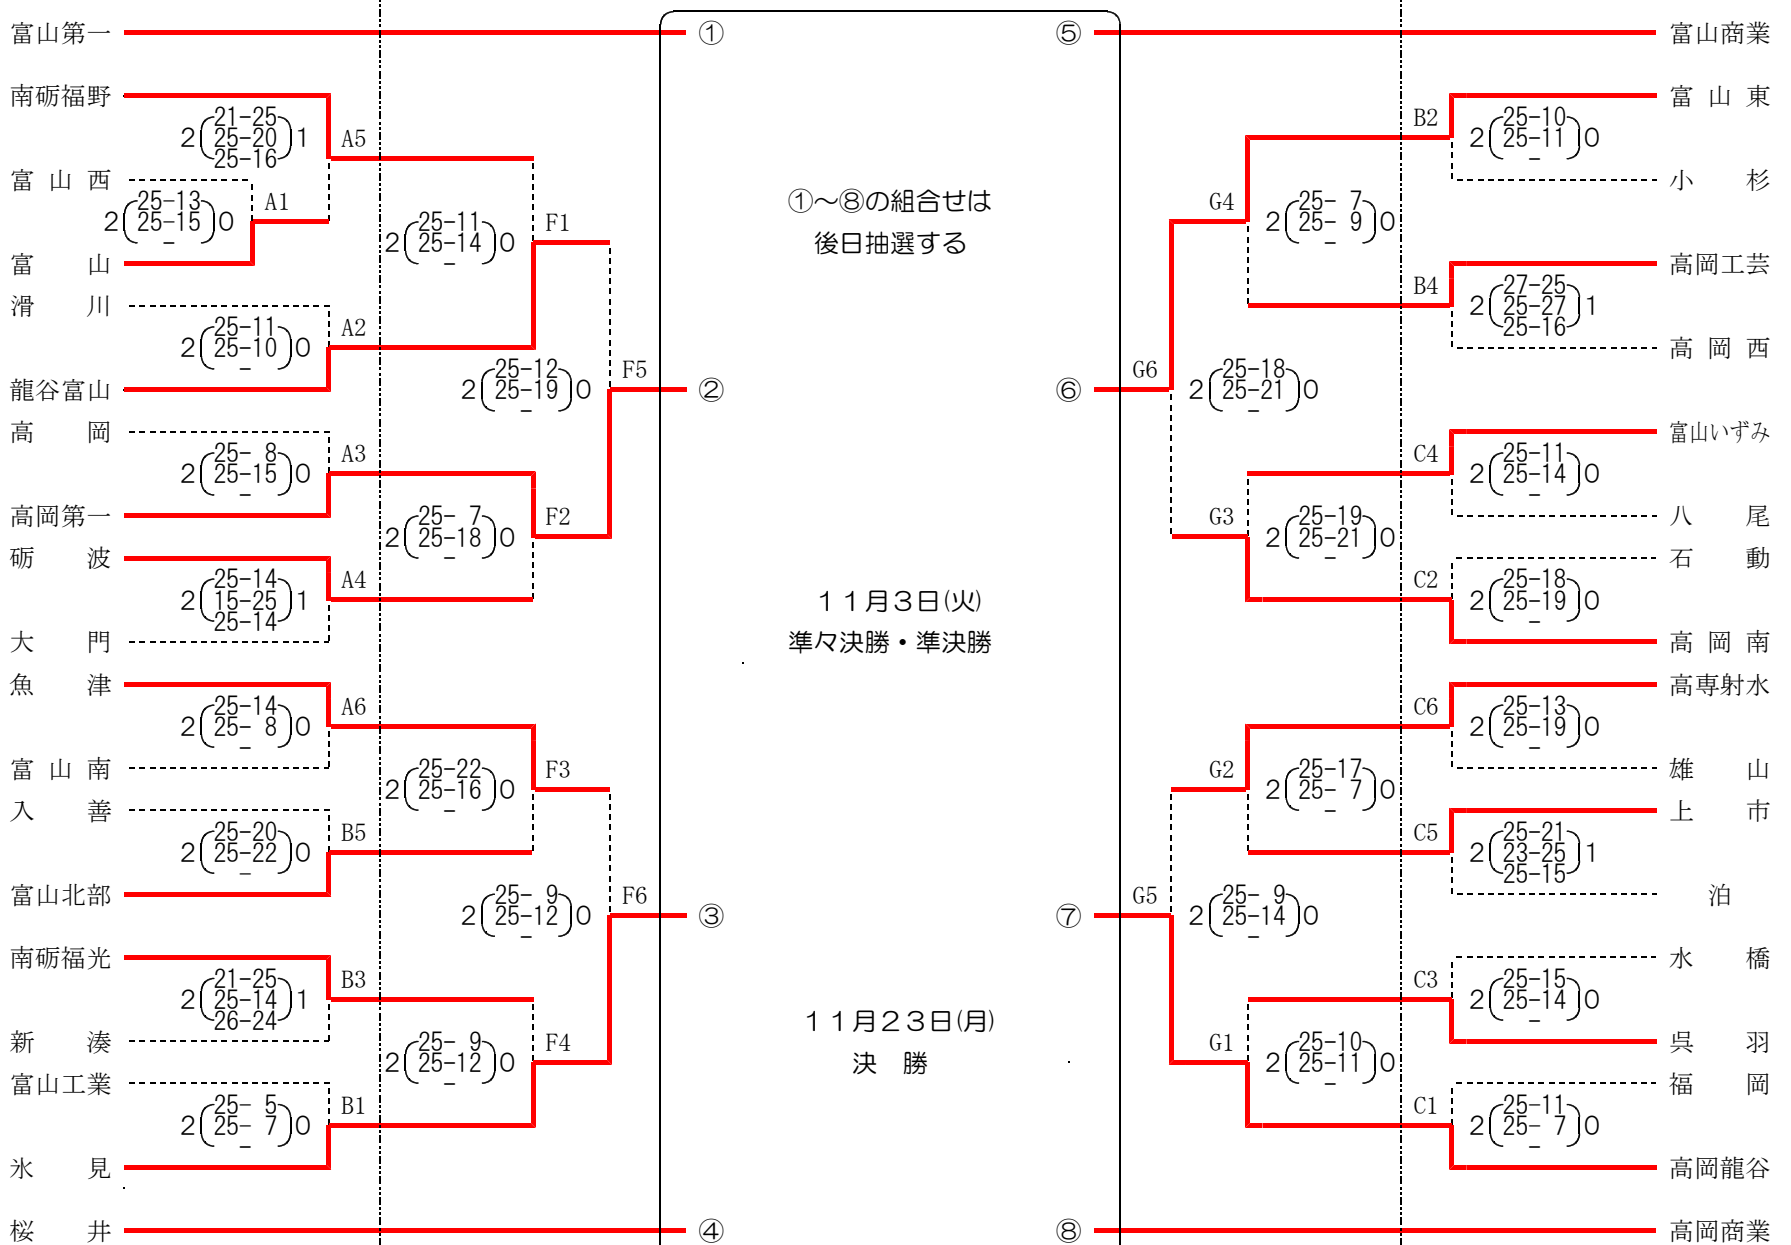 富山第一 ① ⑤ 富山商業
南砺福野 富山東
21-25 25-10
2 25-20 1 A5 B2 2 25-11 0
25-16 -
富山西 小杉
25-13 A1 ①～⑧の組合せは G4 25- 7
2 25-15 0 25-11 F1 2 25- 9 0
- 2 25-14 0 後日抽選する -
- 
富山 高岡工芸
滑川 B4 27-25
25-11 A2 2 25-27 1
2 25-10 0 25-16
- 高岡西
25-12 F5 G6 25-18
龍谷富山 2 25-19 0 ② ⑥ 2 25-21 0
- -
高岡 富山いずみ
25- 8 A3 C4 25-11
2 25-15 0 2 25-14 0
- -
高岡第一 25- 7 F2 G3 25-19 八尾
2 25-18 0 2 25-21 0
- -
砺波 石動
25-14 A4 C2 25-18
2 15-25 1 １１月３日(火) 2 25-19 0
25-14 -
大門 準々決勝・準決勝 高岡南
魚津 高専射水
25-14 A6 C6 25-13
2 25- 8 0 2 25-19 0
- -
富山南 25-22 F3 G2 25-17 雄山
2 25-16 0 2 25- 7 0
- -
入善 上市
25-20 B5 C5 25-21
2 25-22 0 2 23-25 1
- 25-15
富山北部 25- 9 F6 G5 25- 9 泊
2 25-12 0 ③ ⑦ 2 25-14 0
- -
南砺福光 水橋
21-25 B3 C3 25-15
2 25-14 1 2 25-14 0
26-24 １１月２３日(月) -
新湊 25- 9 F4 G1 25-10 呉羽
2 25-12 0 決 勝 2 25-11 0
- -
富山工業 福岡
25- 5 B1 C1 25-11
2 25- 7 0 2 25- 7 0
- -
氷見 高岡龍谷
桜井 ④ ⑧ 高岡商業